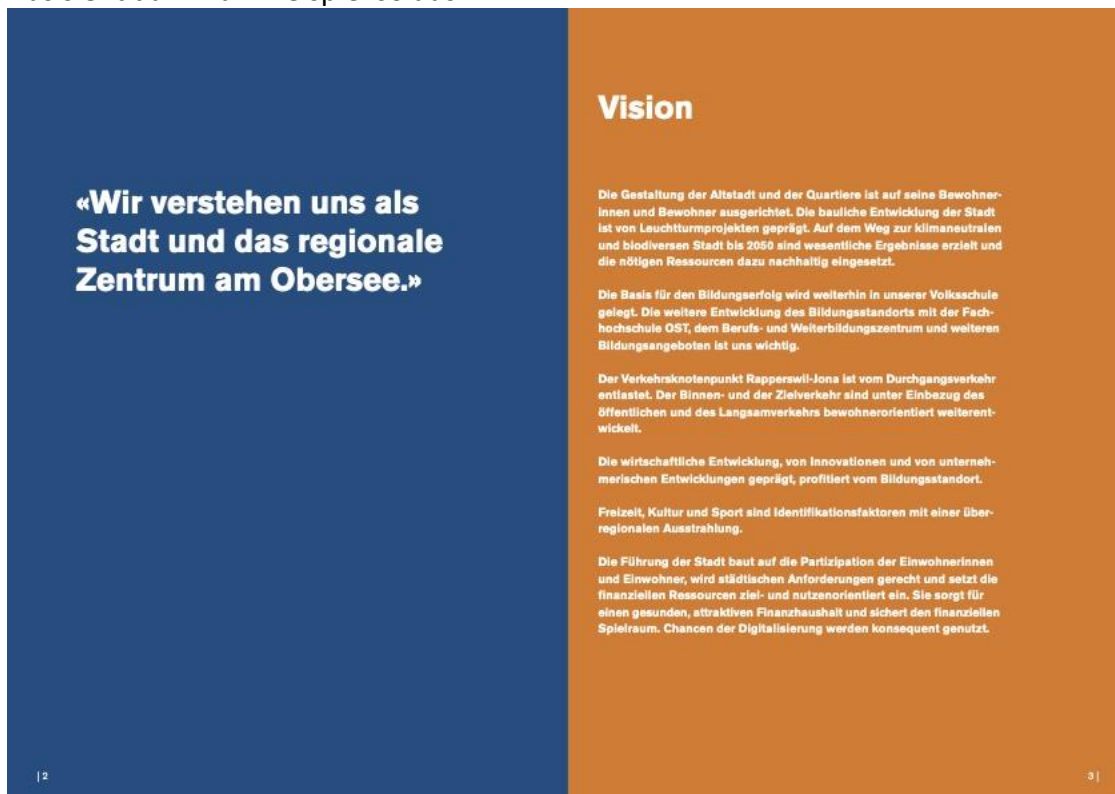 «Wir verstehen uns als
Stadt und das regionale
Zentrum am Obersee.»
| 2
Vision
Die Gestaltung der Altstadt und der Quartiere ist auf seine Bewohner-
innen und Bewohner ausgerichtet. Die bauliche Entwicklung der Stadt
ist von Leuchtturmprojekten geprägt. Auf dem Weg zur klimaneutralen
und biodiversen Stadt bis 2050 sind wesentliche Ergebnisse erzielt und
die nötigen Ressourcen dazu nachhaltig eingesetzt.
Die Basis für den Bildungserfolg wird weiterhin in unserer Volksschule
gelegt. Die weitere Entwicklung des Bildungsstandorts mit der Fach-
hochschule OST, dem Berufs- und Weiterbildungszentrum und weiteren
Bildungsangeboten ist uns wichtig.
Der Verkehrsknotenpunkt Rapperswil-Jona ist vom Durchgangsverkehr
entlastet. Der Binnen- und der Zielverkehr sind unter Einbezug des
öffentlichen und des Langsamverkehrs bewohnerorientiert weiterent-
wickelt.
Die wirtschaftliche Entwicklung, von Innovationen und von unterneh-
merischen Entwicklungen geprägt, profitiert vom Bildungsstandort.
Freizeit, Kultur und Sport sind Identifikationsfaktoren mit einer über-
regionalen Ausstrahlung.
Die Führung der Stadt baut auf die Partizipation der Einwohnerinnen
und Einwohner, wird städtischen Anforderungen gerecht und setzt die
finanziellen Ressourcen ziel- und nutzenorientiert ein. Sie sorgt für
einen gesunden, attraktiven Finanzhaushalt und sichert den finanziellen
Spielraum. Chancen der Digitalisierung werden konsequent genutzt.
3 |